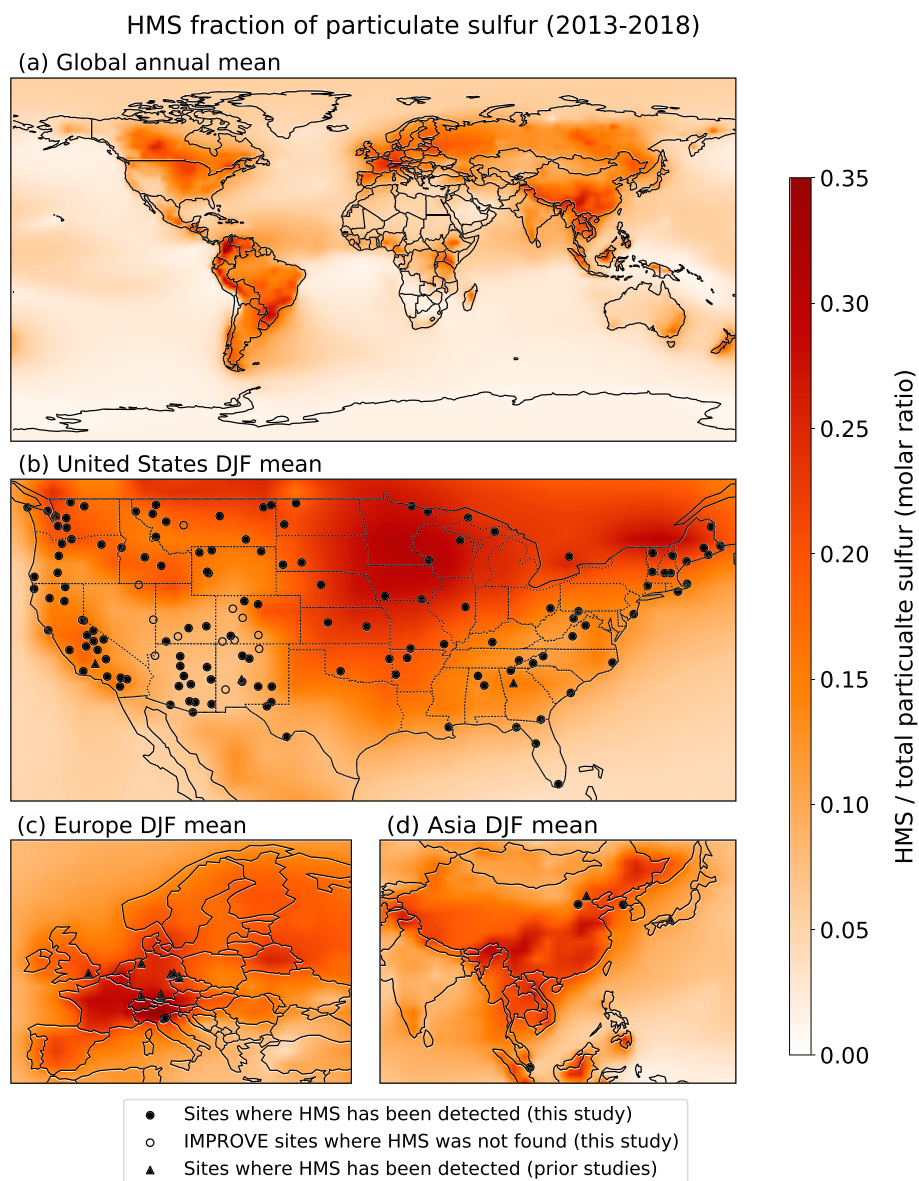 HMS fraction of particulate sulfur (2013-2018)
(a) Global annual mean
(b) United States DJF mean
(c) Europe DJF mean
(d) Asia DJF mean
0.35
0.30
0.25
0.20
0.15
0.10
0.05
0.00
HMS / total particualte sulfur (molar ratio)
Sites where HMS has been detected (this study)
IMPROVE sites where HMS was not found (this study)
Sites where HMS has been detected (prior studies)